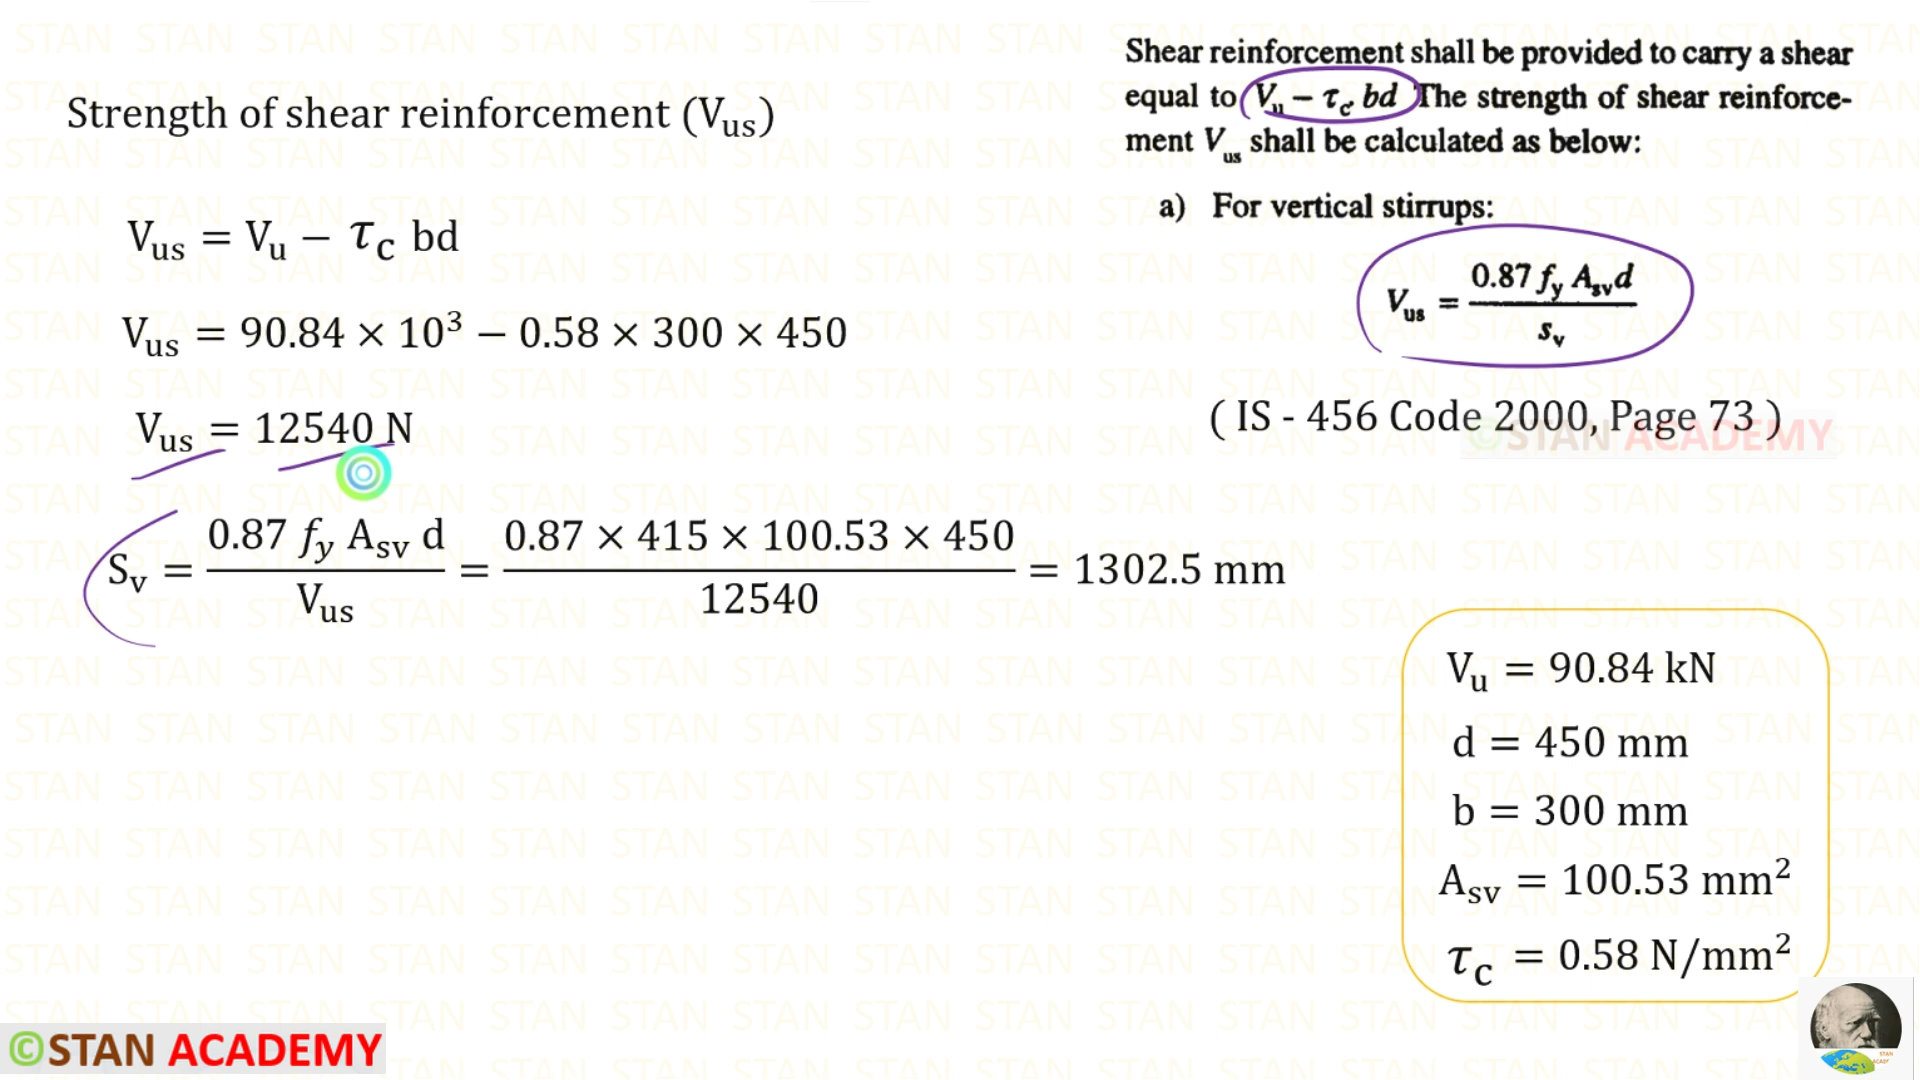 Strength of shear reinforcement (Vus)
Vus = Vu − τc bd
Vus = 90.84 × 10³ − 0.58 × 300 × 450
Vus = 12540 N
Sv = 0.87 fy Asv d / Vus = 0.87 × 415 × 100.53 × 450 / 12540 = 1302.5 mm
Shear reinforcement shall be provided to carry a shear
equal to Vu − τc bd The strength of shear reinforce-
ment Vus shall be calculated as below:
a) For vertical stirrups:
Vus = 0.87 fy Asv d / sv
( IS - 456 Code 2000, Page 73 )
©STAN ACADEMY
Vu = 90.84 kN
d = 450 mm
b = 300 mm
Asv = 100.53 mm²
τc = 0.58 N/mm²
©STAN ACADEMY